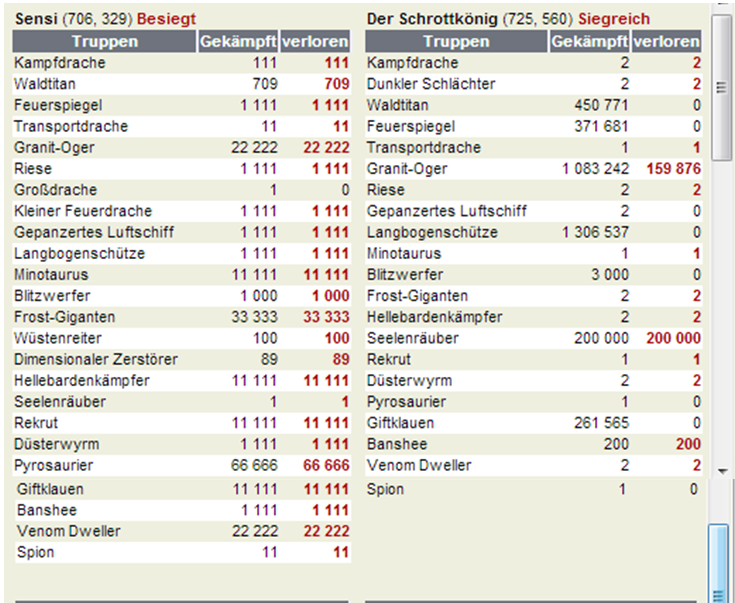 Sensi (706, 329) Besiegt
Truppen Gekämpft verloren
Kampfdrache 111 111
Waldtitan 709 709
Feuerspiegel 1 111 1 111
Transportdrache 11 11
Granit-Oger 22 222 22 222
Riese 1 111 1 111
Großdrache 1 0
Kleiner Feuerdrache 1 111 1 111
Gepanzertes Luftschiff 1 111 1 111
Langbogenschütze 1 111 1 111
Minotaurus 11 111 11 111
Blitzwerfer 1 000 1 000
Frost-Giganten 33 333 33 333
Wüstenreiter 100 100
Dimensionaler Zerstörer 89 89
Hellebardenkämpfer 11 111 11 111
Seelenräuber 1 1
Rekrut 11 111 11 111
Düsterwyrm 1 111 1 111
Pyrosaurier 66 666 66 666
Giftklauen 11 111 11 111
Banshee 1 111 1 111
Venom Dweller 22 222 22 222
Spion 11 11
Der Schrottkönig (725, 560) Siegreich
Truppen Gekämpft verloren
Kampfdrache 2 2
Dunkler Schlächter 2 2
Waldtitan 450 771 0
Feuerspiegel 371 681 0
Transportdrache 1 1
Granit-Oger 1 083 242 159 876
Riese 2 2
Gepanzertes Luftschiff 2 0
Langbogenschütze 1 306 537 0
Minotaurus 1 1
Blitzwerfer 3 000 0
Frost-Giganten 2 2
Hellebardenkämpfer 2 2
Seelenräuber 200 000 200 000
Rekrut 1 1
Düsterwyrm 2 2
Pyrosaurier 1 0
Giftklauen 261 565 0
Banshee 200 200
Venom Dweller 2 2
Spion 1 0